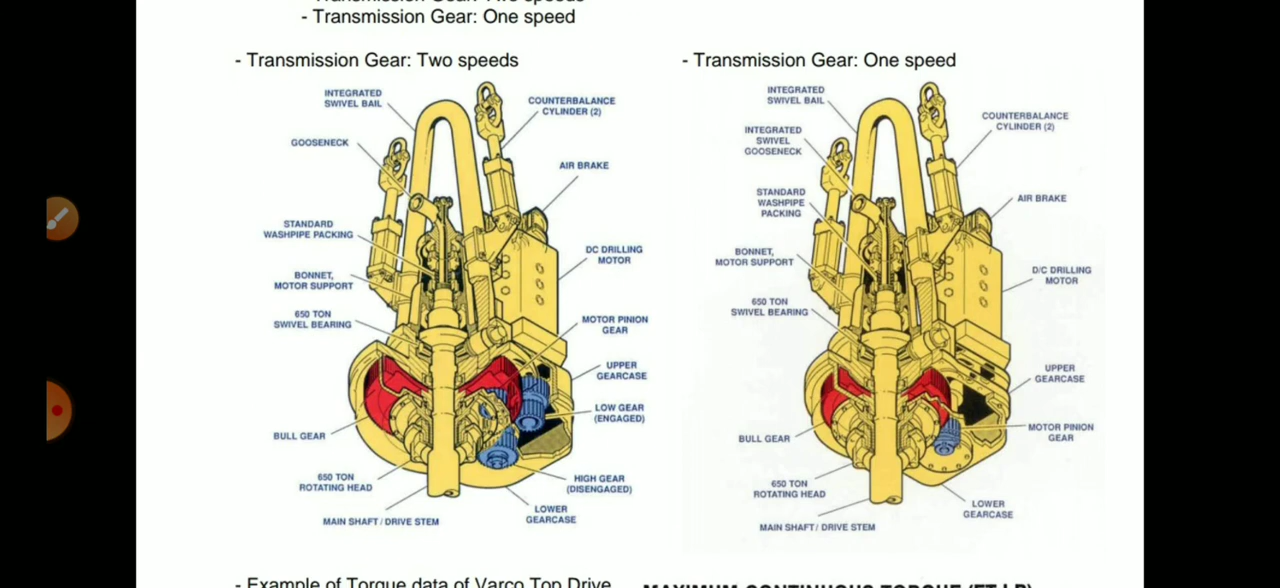 - Transmission Gear: Two speeds
- Transmission Gear: One speed
- Transmission Gear: Two speeds
INTEGRATED
SWIVEL BAIL
COUNTERBALANCE
CYLINDER (2)
GOOSENECK
AIR BRAKE
STANDARD
WASHPIPE PACKING
DC DRILLING
MOTOR
BONNET,
MOTOR SUPPORT
650 TON
SWIVEL BEARING
MOTOR PINION
GEAR
UPPER
GEARCASE
LOW GEAR
(ENGAGED)
BULL GEAR
650 TON
ROTATING HEAD
HIGH GEAR
(DISENGAGED)
LOWER
GEARCASE
MAIN SHAFT / DRIVE STEM
- Transmission Gear: One speed
INTEGRATED
SWIVEL BAIL
COUNTERBALANCE
CYLINDER (2)
INTEGRATED
SWIVEL
GOOSENECK
STANDARD
WASHPIPE
PACKING
AIR BRAKE
BONNET,
MOTOR SUPPORT
D/C DRILLING
MOTOR
650 TON
SWIVEL BEARING
UPPER
GEARCASE
BULL GEAR
MOTOR PINION
GEAR
650 TON
ROTATING HEAD
LOWER
GEARCASE
MAIN SHAFT / DRIVE STEM
- Example of Torque data of Varco Top Drive
MAXIMUM CONTINUOUS TORQUE (FT-LB)